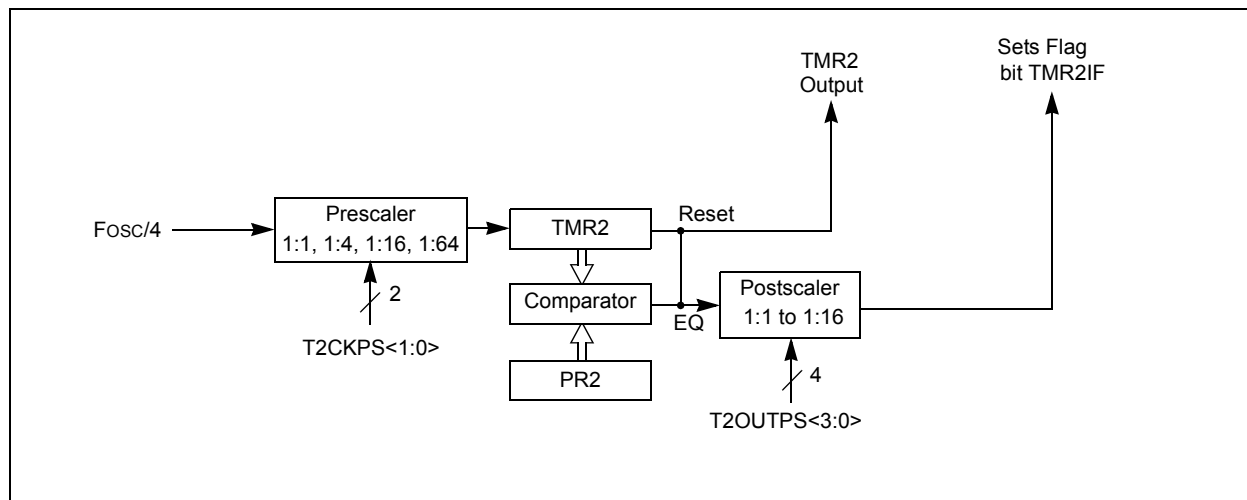 TMR2
Output
Sets Flag
bit TMR2IF
FOSC/4
Prescaler
1:1, 1:4, 1:16, 1:64
2
T2CKPS<1:0>
TMR2
Reset
Comparator
EQ
PR2
Postscaler
1:1 to 1:16
4
T2OUTPS<3:0>